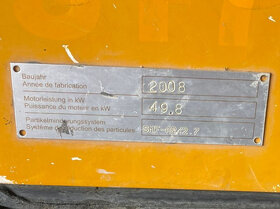 Baujahr
Année de fabrication 2008
Motorleistung in kW
Puissance du moteur en kW 49.8
Partikelminderungssystem
Système de réduction des particules